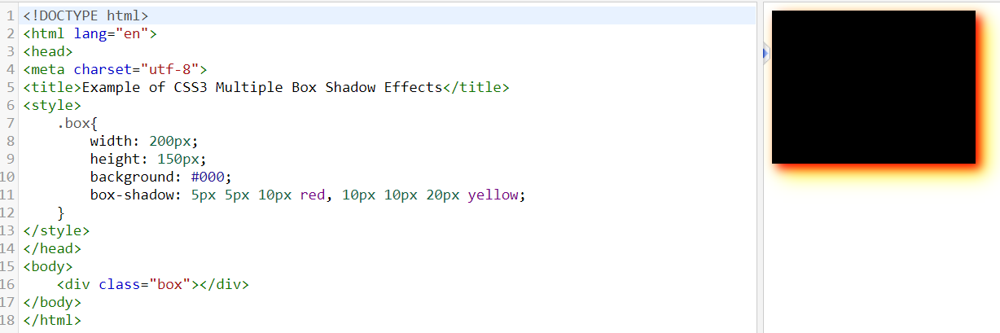 1 <!DOCTYPE html>
2 <html lang="en">
3 <head>
4 <meta charset="utf-8">
5 <title>Example of CSS3 Multiple Box Shadow Effects</title>
6 <style>
7     .box{
8         width: 200px;
9         height: 150px;
10         background: #000;
11         box-shadow: 5px 5px 10px red, 10px 10px 20px yellow;
12     }
13 </style>
14 </head>
15 <body>
16     <div class="box"></div>
17 </body>
18 </html>